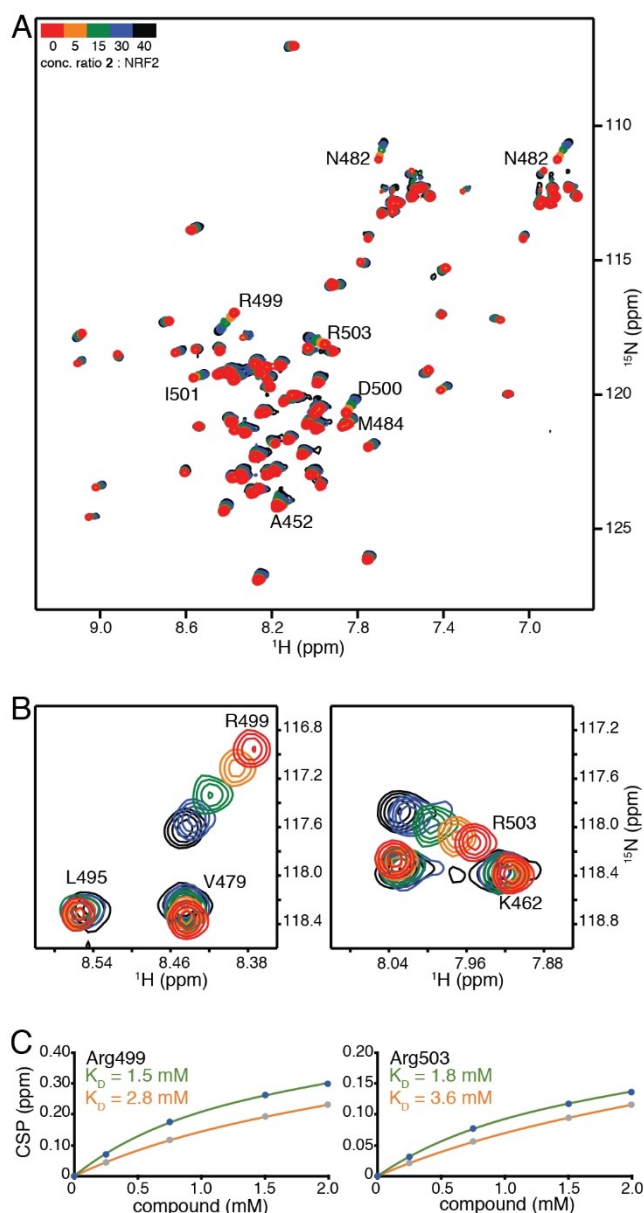 A
0 5 15 30 40
conc. ratio 2 : NRF2
N482
N482
R499
R503
I501
D500
M484
A452
110
115
120
125
¹⁵N (ppm)
9.0 8.6 8.2 7.8 7.4 7.0
¹H (ppm)
B
R499
L495
V479
116.8
117.2
117.6
118.0
118.4
8.54 8.46 8.38
¹H (ppm)
R503
K462
117.2
117.6
118.0
118.4
118.8
¹⁵N (ppm)
8.04 7.96 7.88
¹H (ppm)
C
Arg499
K_D = 1.5 mM
K_D = 2.8 mM
CSP (ppm)
0.40
0.30
0.20
0.10
0
0 0.5 1.0 1.5 2.0
compound (mM)
Arg503
K_D = 1.8 mM
K_D = 3.6 mM
0.20
0.15
0.10
0.05
0
0 0.5 1.0 1.5 2.0
compound (mM)